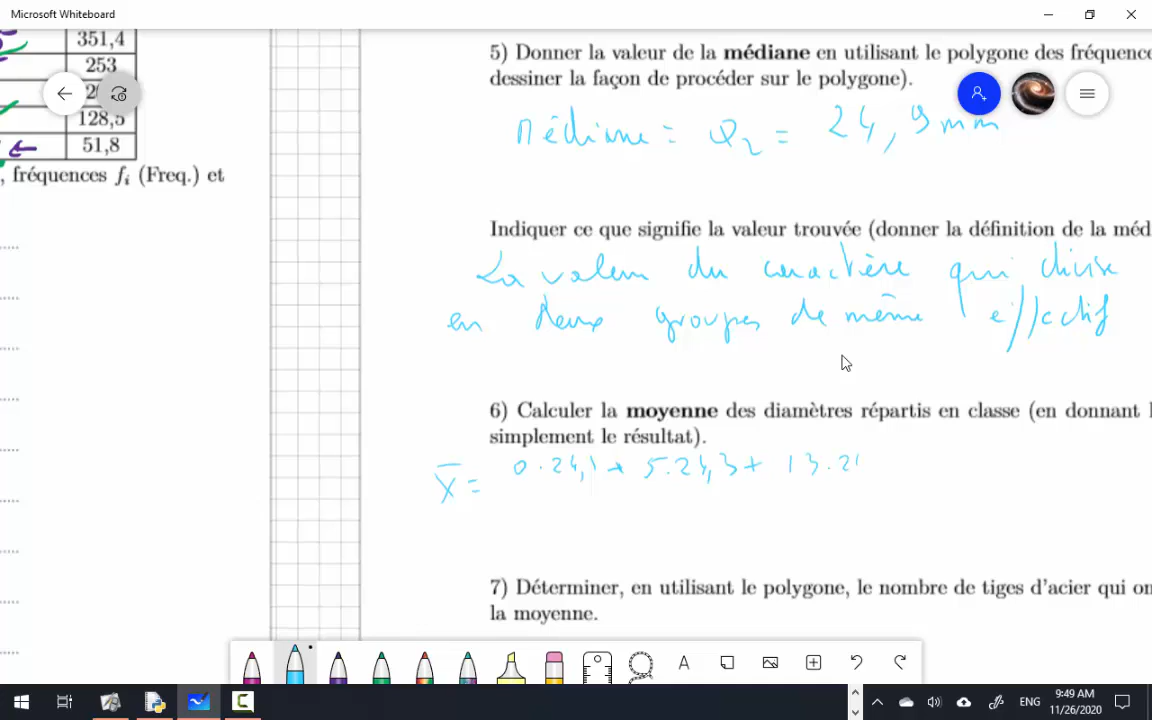 Microsoft Whiteboard
351,4
253
128,5
51,8
, fréquences fi (Freq.) et
5) Donner la valeur de la médiane en utilisant le polygone des fréquence
dessiner la façon de procéder sur le polygone).
Médiane = Q2 = 24,9 mm
Indiquer ce que signifie la valeur trouvée (donner la définition de la méd
La valeur du caractère qui divise
en deux groupes de même effectif
6) Calculer la moyenne des diamètres répartis en classe (en donnant l
simplement le résultat).
X = 0.24,1 + 5.24,3 + 13.2
7) Déterminer, en utilisant le polygone, le nombre de tiges d'acier qui on
la moyenne.
ENG
9:49 AM
11/26/2020